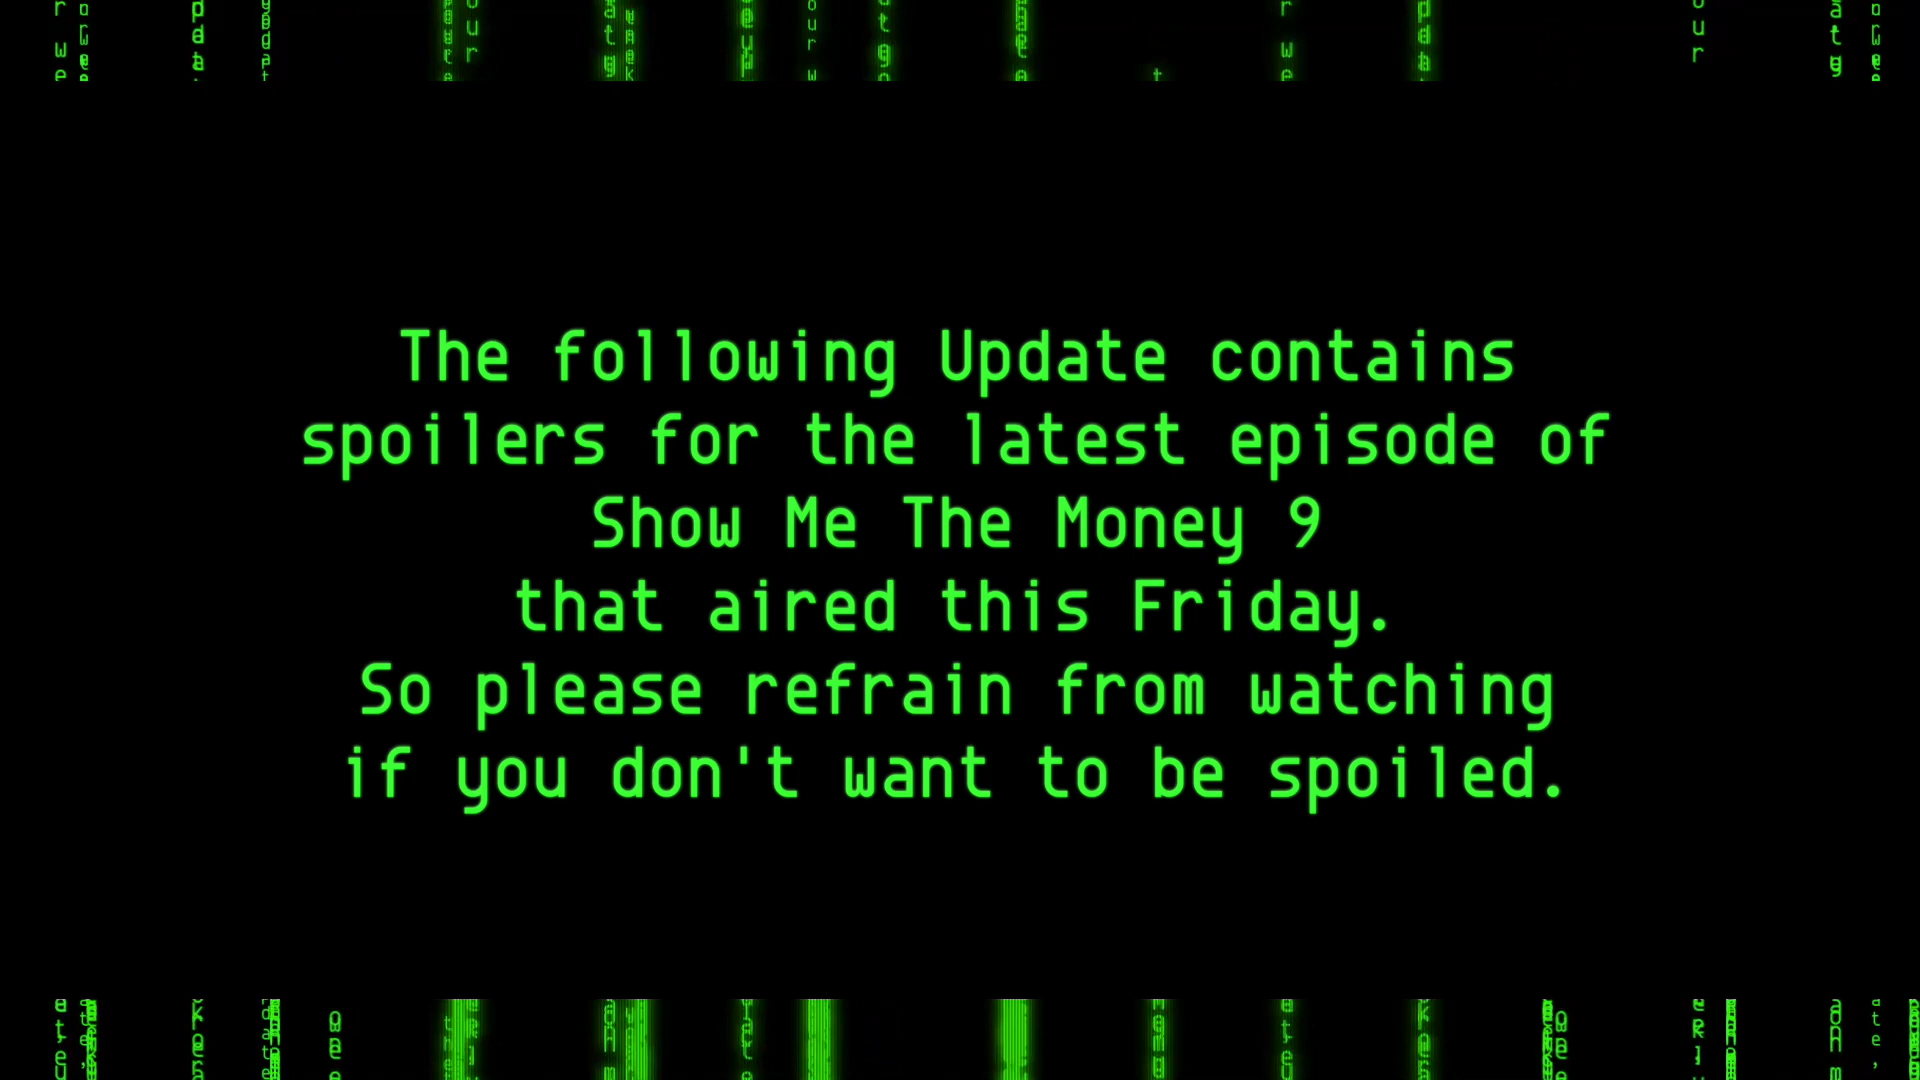 The following Update contains
spoilers for the latest episode of
Show Me The Money 9
that aired this Friday.
So please refrain from watching
if you don't want to be spoiled.